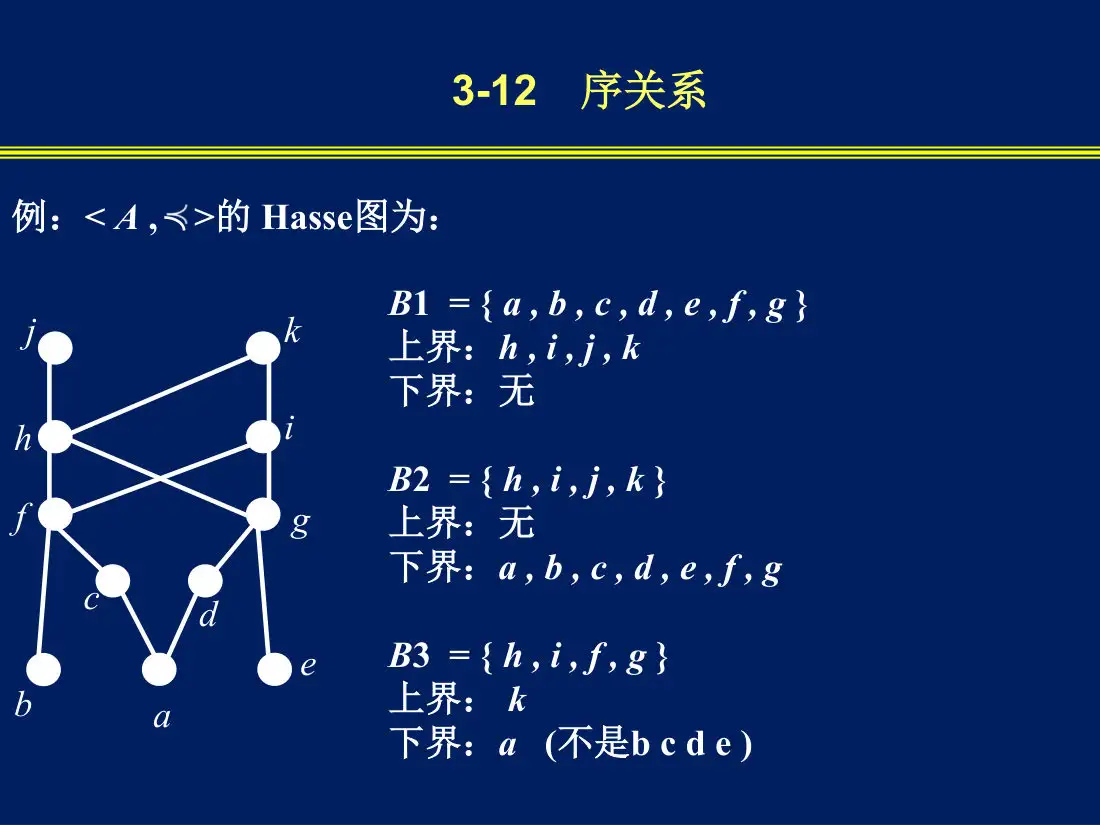 3-12 序关系
例：< A ,≼>的 Hasse图为：
B1 = { a , b , c , d , e , f , g }
上界：h , i , j , k
下界：无
B2 = { h , i , j , k }
上界：无
下界：a , b , c , d , e , f , g
B3 = { h , i , f , g }
上界： k
下界：a (不是b c d e )
j
k
h
i
f
g
c
d
b
a
e